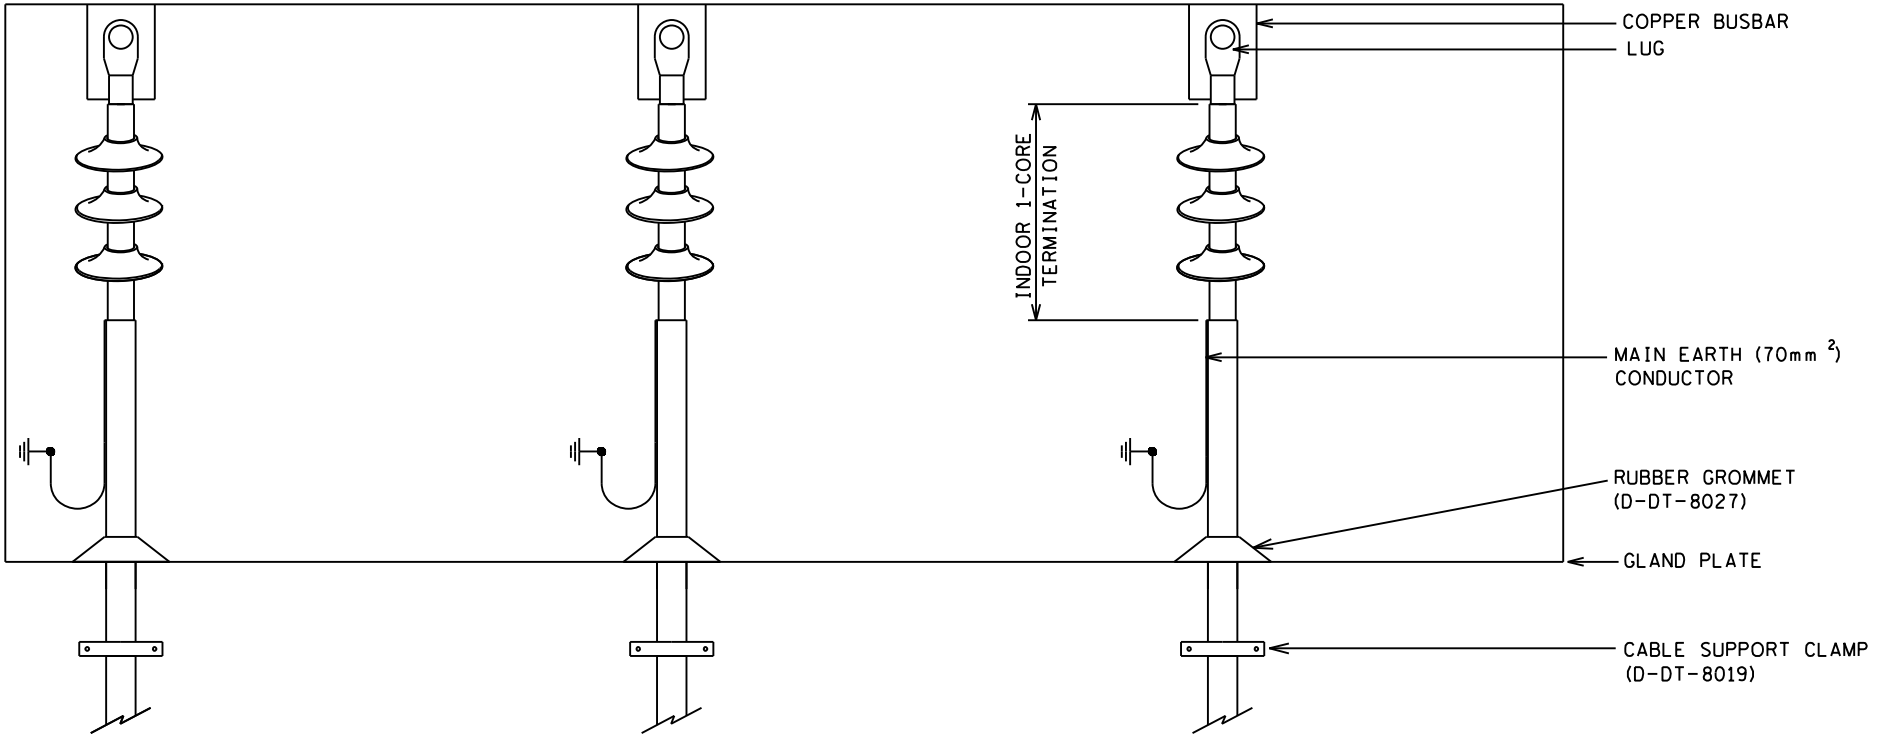 COPPER BUSBAR
LUG
INDOOR 1-CORE
TERMINATION
MAIN EARTH (70mm ²)
CONDUCTOR
RUBBER GROMMET
(D-DT-8027)
GLAND PLATE
CABLE SUPPORT CLAMP
(D-DT-8019)